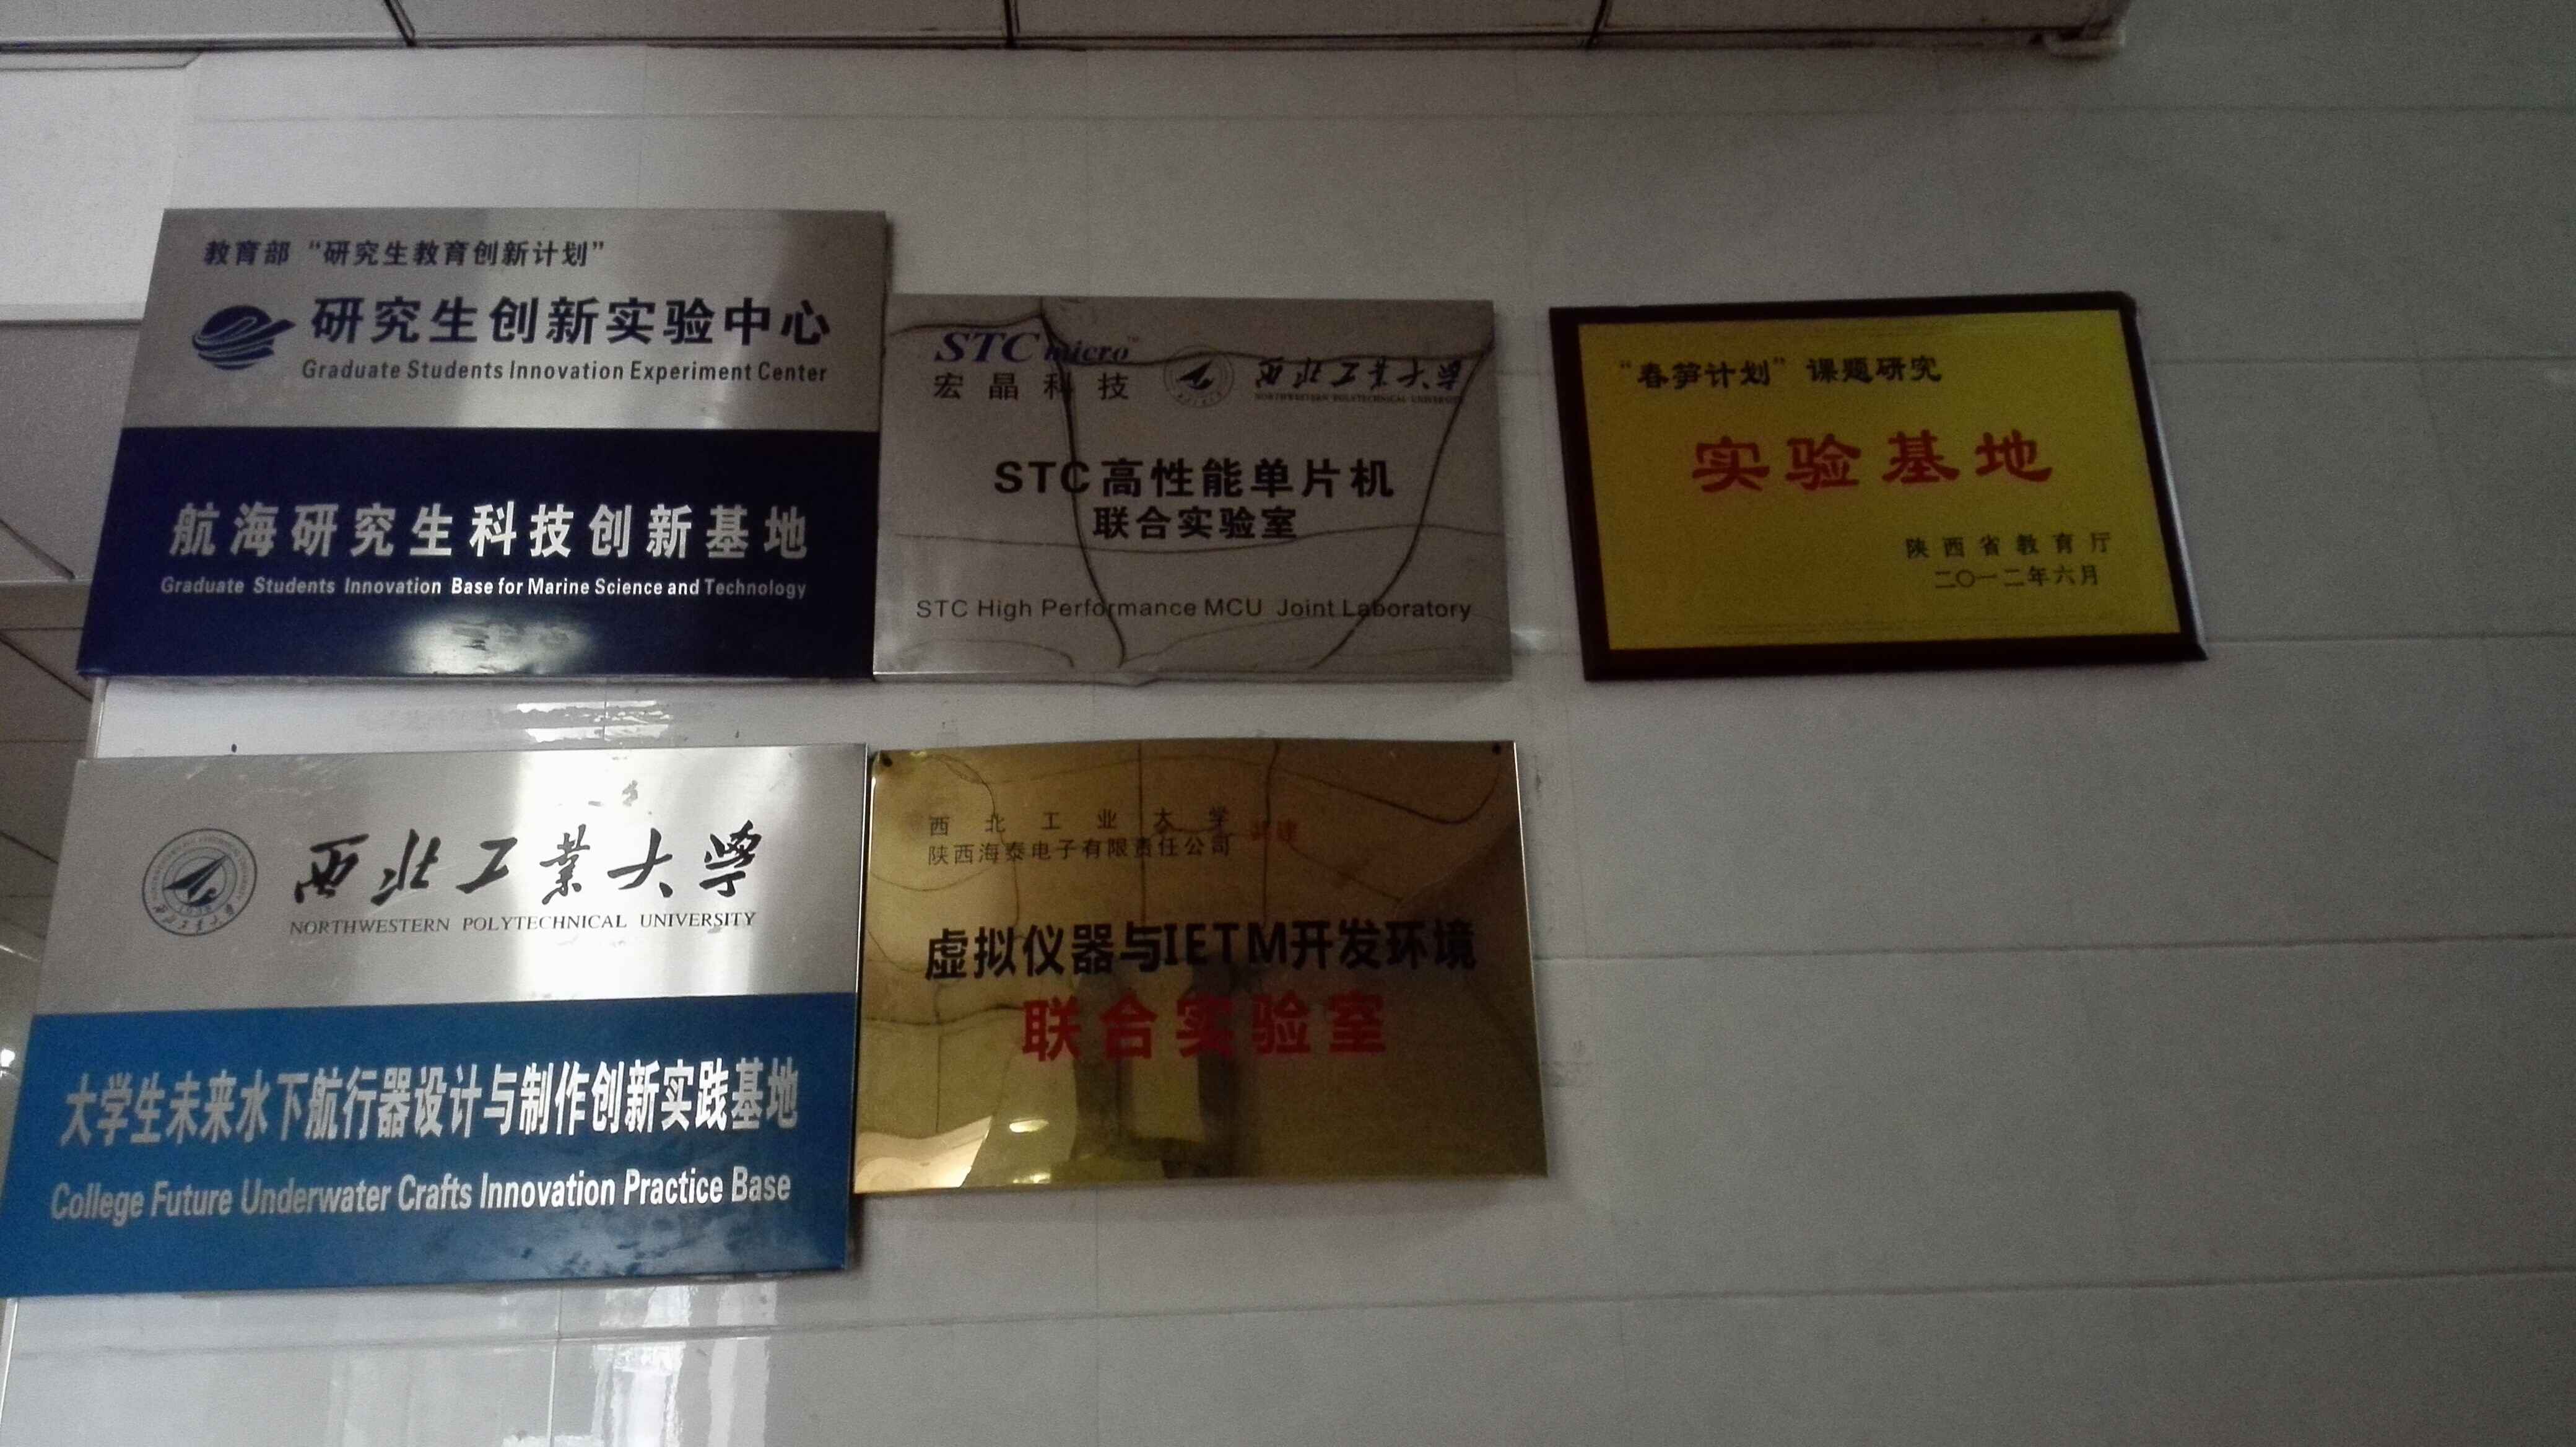 教育部“研究生教育创新计划”
研究生创新实验中心
Graduate Students Innovation Experiment Center
航海研究生科技创新基地
Graduate Students Innovation Base for Marine Science and Technology
STC micro™
宏晶科技
西北工业大学
NORTHWESTERN POLYTECHNICAL UNIVERSITY
STC高性能单片机
联合实验室
STC High Performance MCU Joint Laboratory
“春笋计划”课题研究
实验基地
陕西省教育厅
二〇一二年六月
西北工業大學
NORTHWESTERN POLYTECHNICAL UNIVERSITY
大学生未来水下航行器设计与制作创新实践基地
College Future Underwater Crafts Innovation Practice Base
西北工业大学
陕西海泰电子有限责任公司
共建
虚拟仪器与IETM开发环境
联合实验室